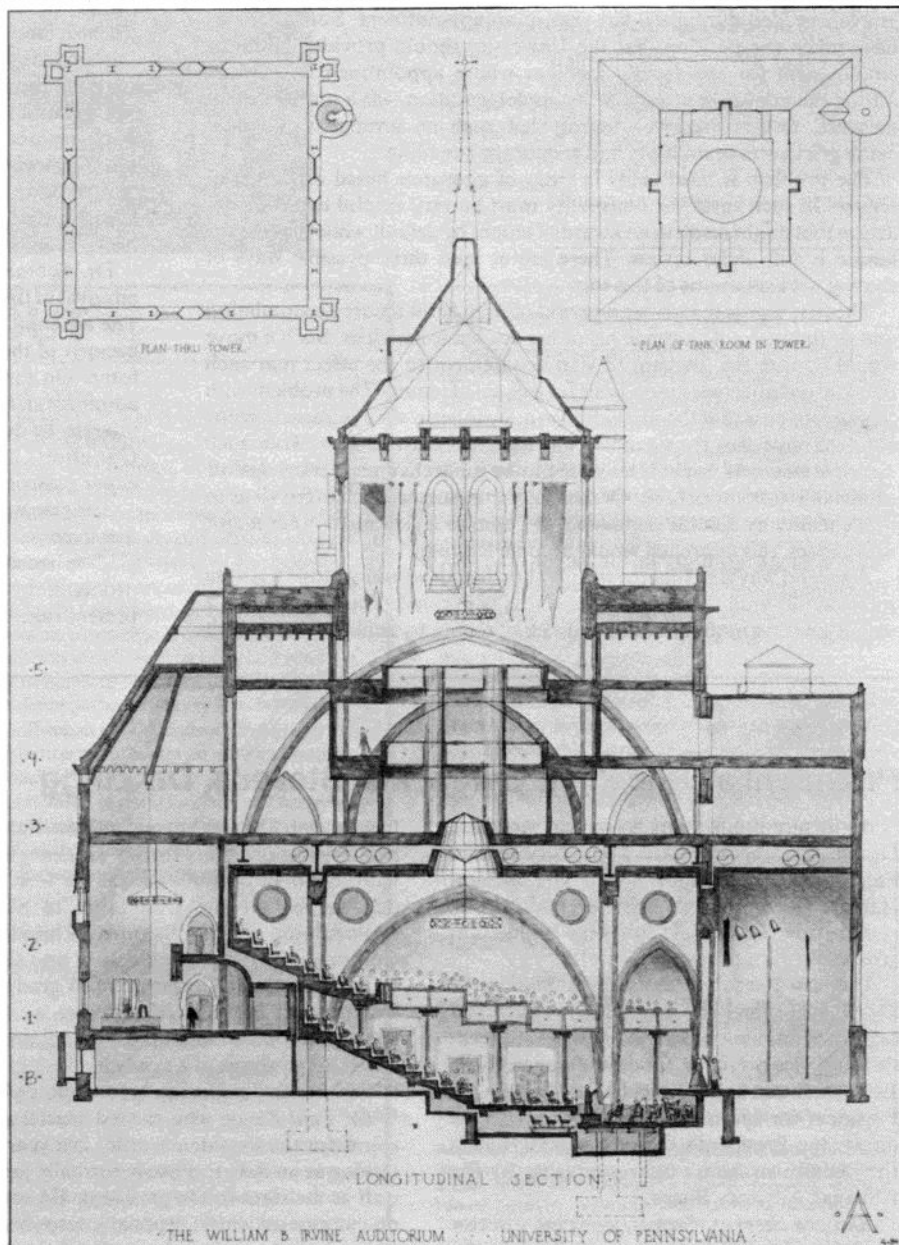 PLAN THRU TOWER
PLAN OF TANK ROOM IN TOWER
·5·
·4·
·3·
·2·
·1·
·B·
·LONGITUDINAL SECTION·
·THE WILLIAM B. IRVINE AUDITORIUM · UNIVERSITY OF PENNSYLVANIA·
·A·